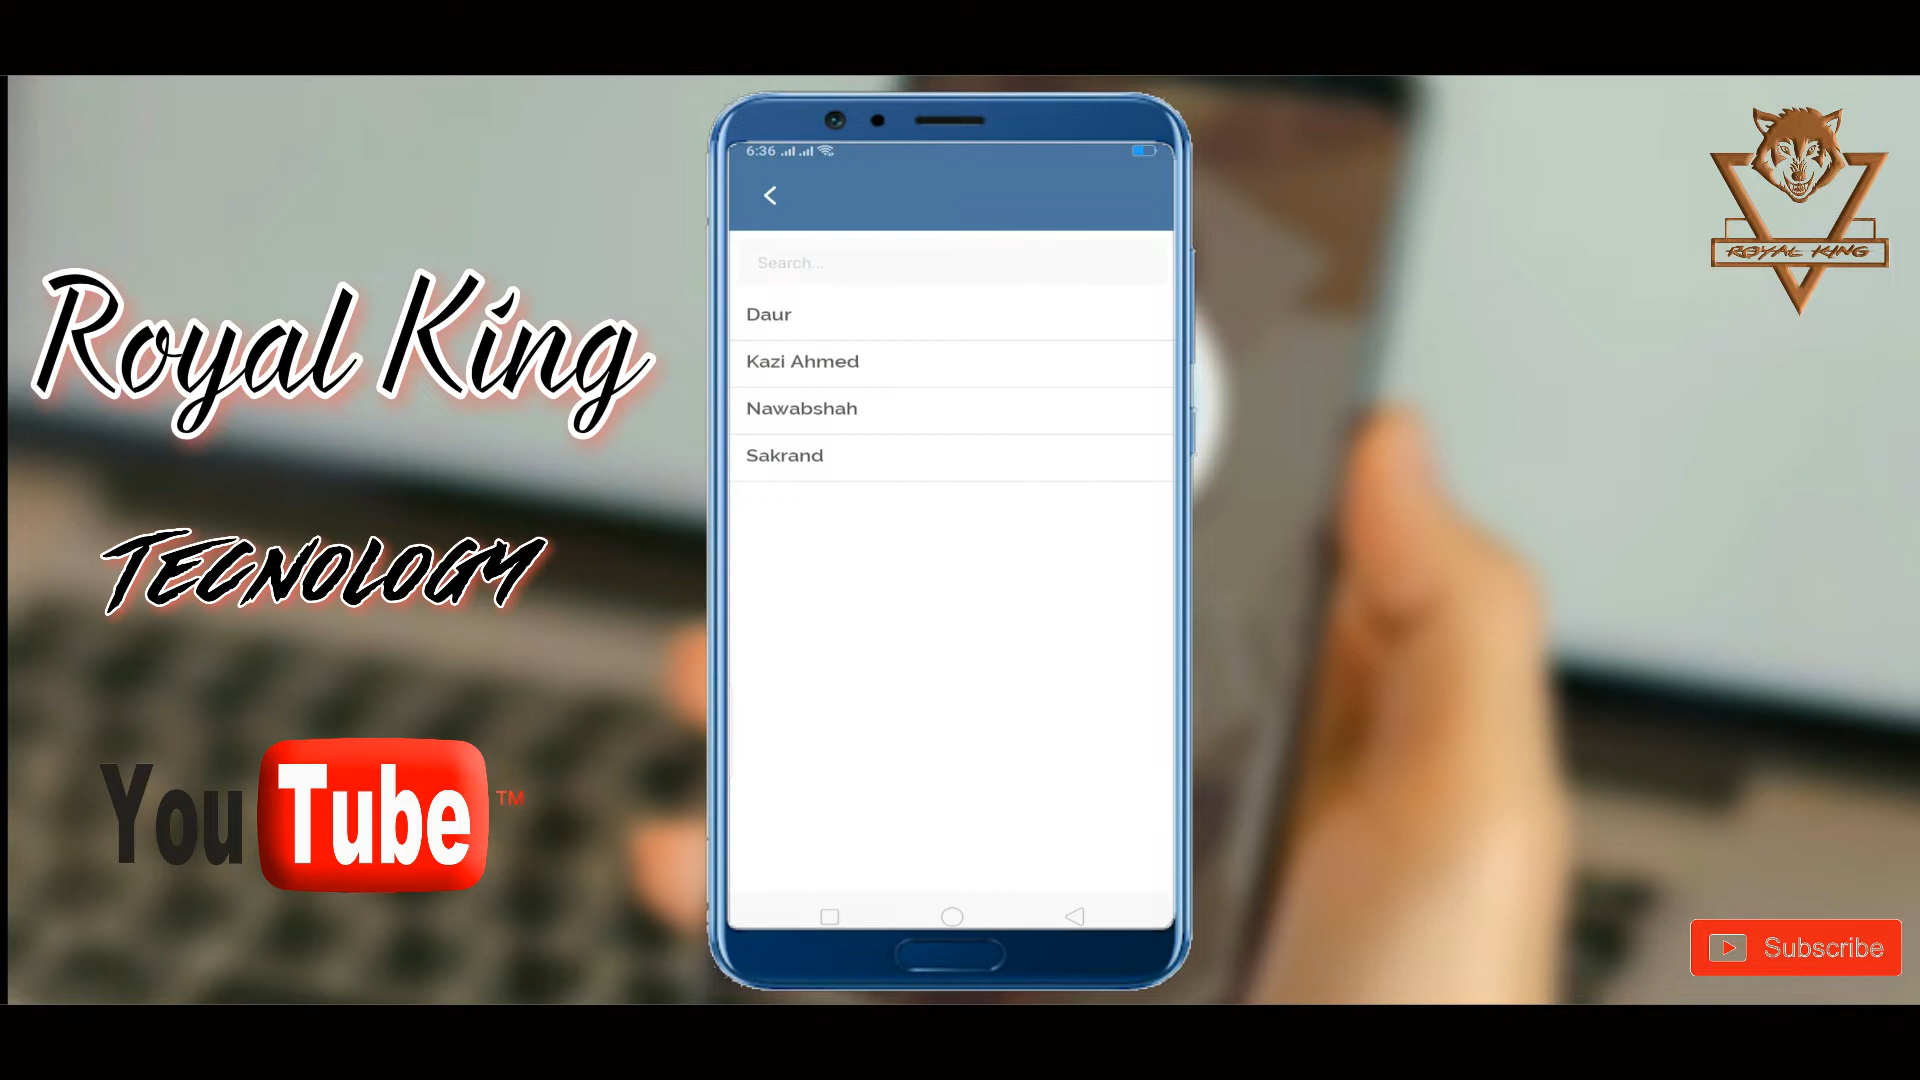 Royal King
TECNOLOGY
YouTube™
6:36
Search...
Daur
Kazi Ahmed
Nawabshah
Sakrand
ROYAL KING
Subscribe